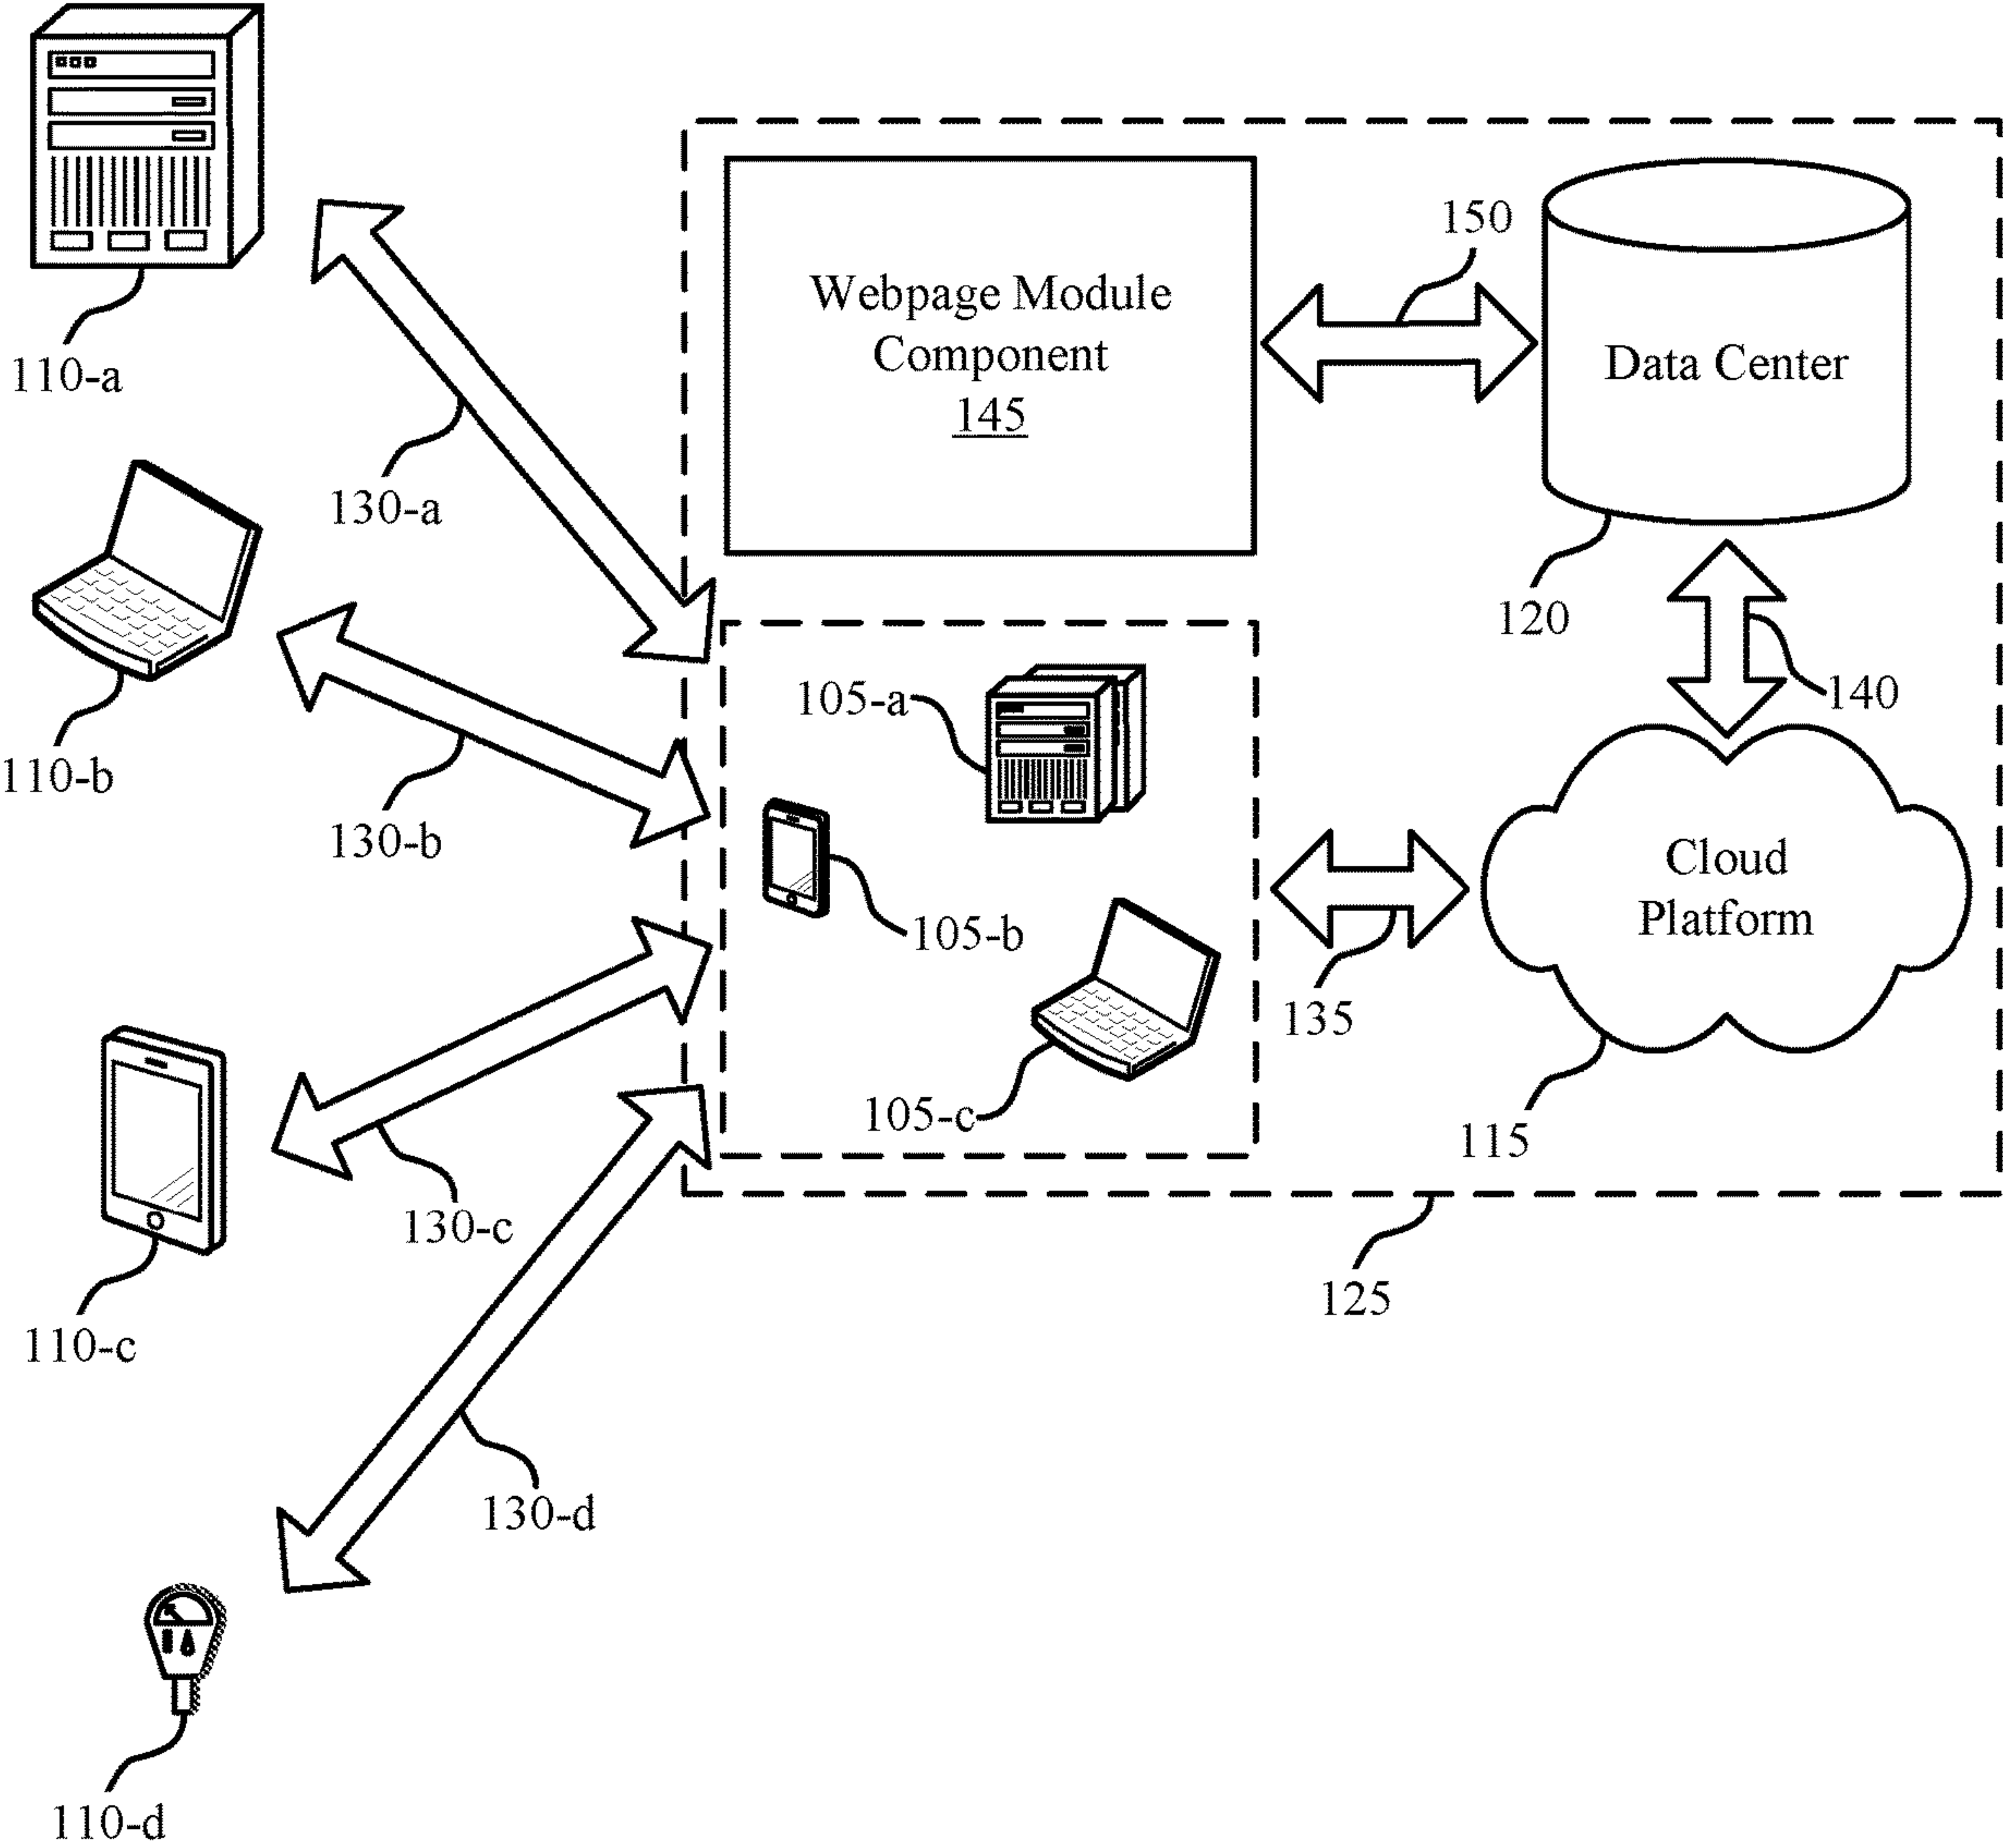 110-a
130-a
110-b
130-b
110-c
130-c
110-d
130-d
Webpage Module
Component
145
150
Data Center
120
140
105-a
105-b
105-c
135
Cloud
Platform
115
125